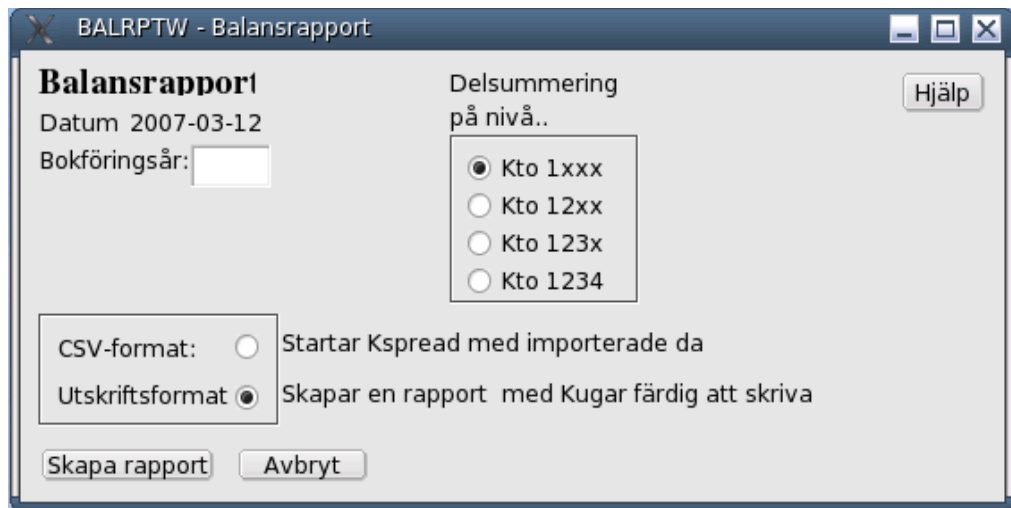 BALRPTW - Balansrapport
Balansrapport
Datum 2007-03-12
Bokföringsår:
Delsummering
på nivå..
Hjälp
Kto 1xxx
Kto 12xx
Kto 123x
Kto 1234
CSV-format:
Startar Kspread med importerade da
Utskriftsformat
Skapar en rapport med Kugar färdig att skriva
Skapa rapport
Avbryt